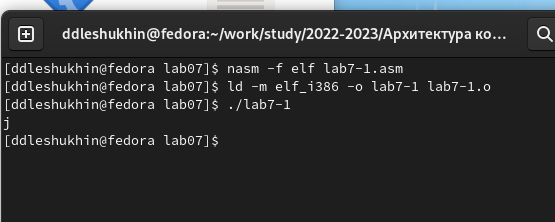 ddleshukhin@fedora:~/work/study/2022-2023/Архитектура ко...
[ddleshukhin@fedora lab07]$ nasm -f elf lab7-1.asm
[ddleshukhin@fedora lab07]$ ld -m elf_i386 -o lab7-1 lab7-1.o
[ddleshukhin@fedora lab07]$ ./lab7-1
j
[ddleshukhin@fedora lab07]$